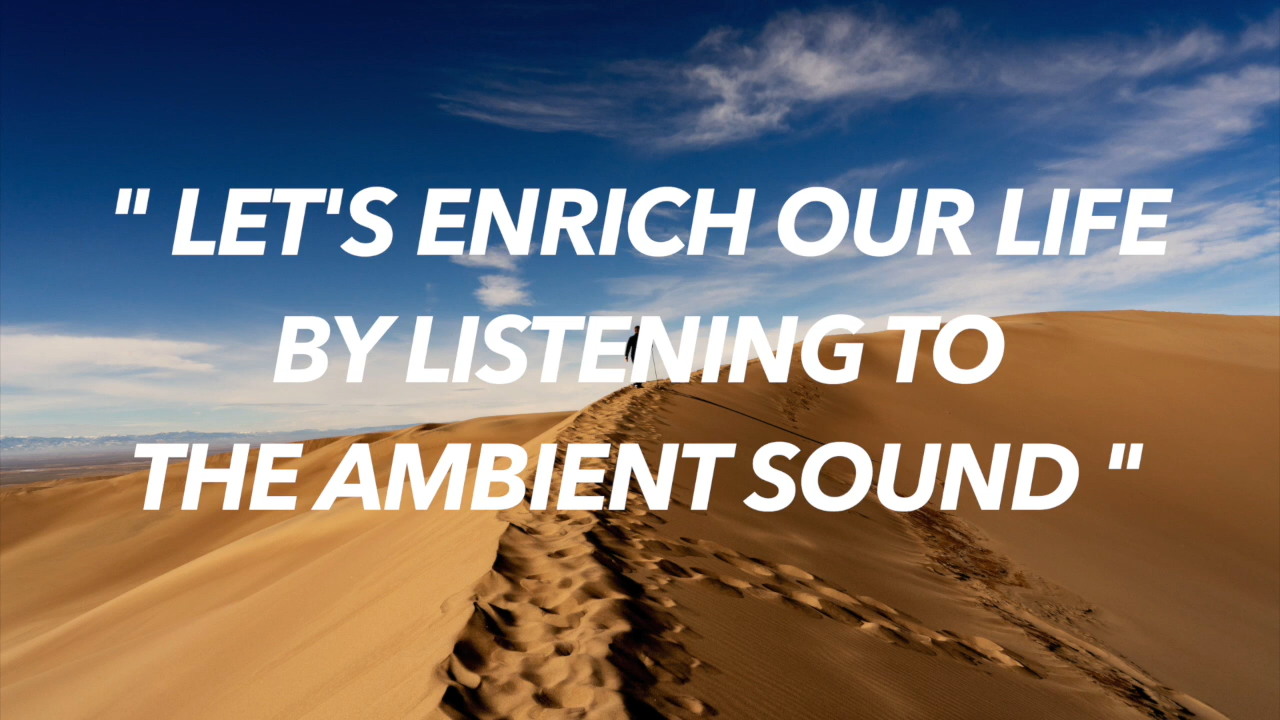 " LET'S ENRICH OUR LIFE
BY LISTENING TO
THE AMBIENT SOUND "